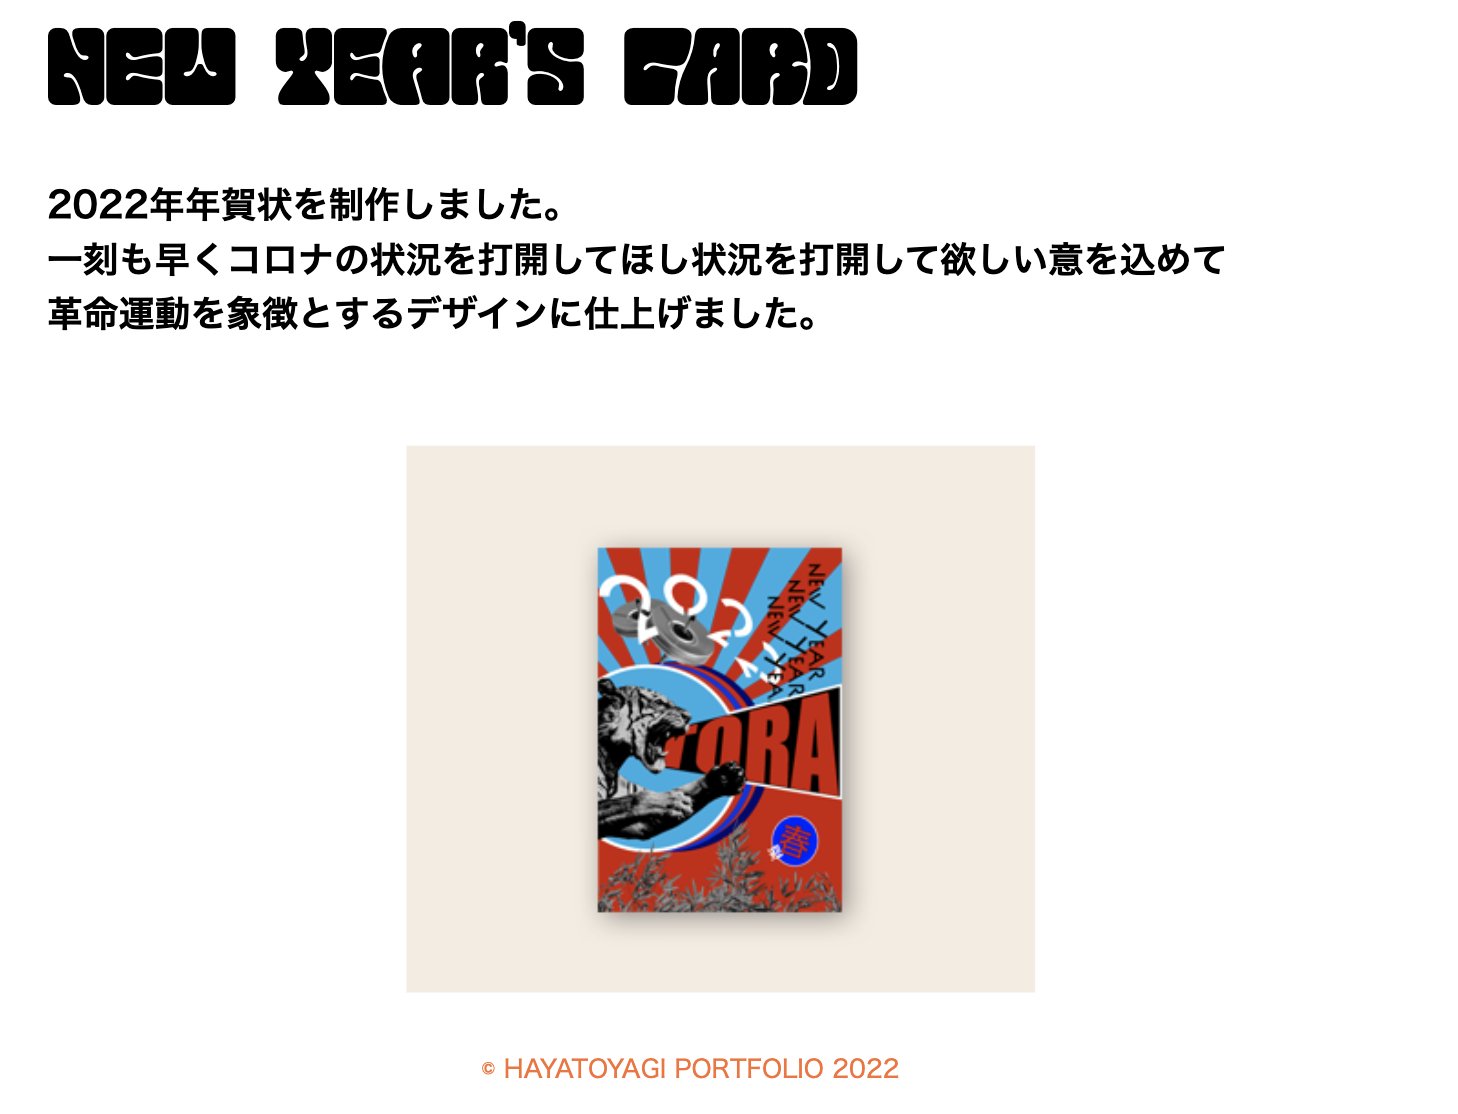 NEW YEAR'S CARD
2022年年賀状を制作しました。
一刻も早くコロナの状況を打開してほし状況を打開して欲しい意を込めて
革命運動を象徴とするデザインに仕上げました。
2022
NEW YEAR
NEW YEAR
NEW YEA
TORA
春
© HAYATOYAGI PORTFOLIO 2022